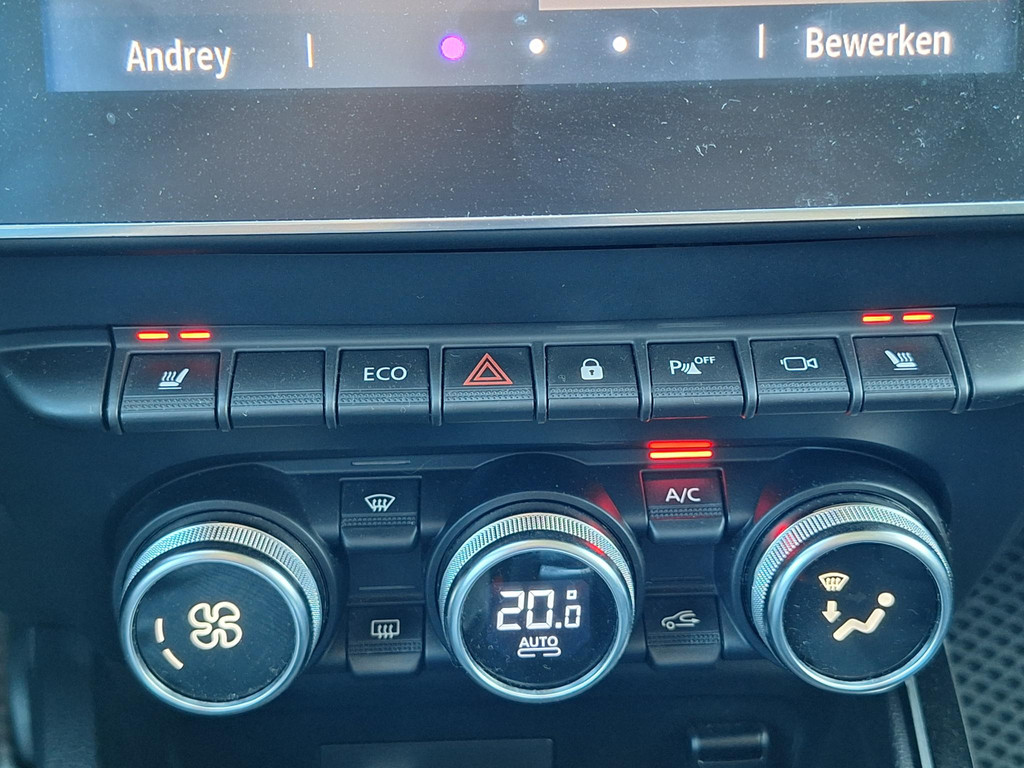 Andrey
Bewerken
ECO
P OFF
A/C
20.0
AUTO